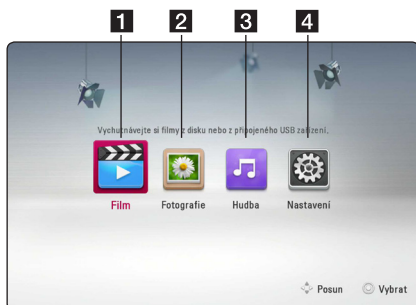 1 2 3 4
Vychutnávejte si filmy z disku nebo z připojeného USB zařízení.
Film Fotografie Hudba Nastavení
Posun Vybrat